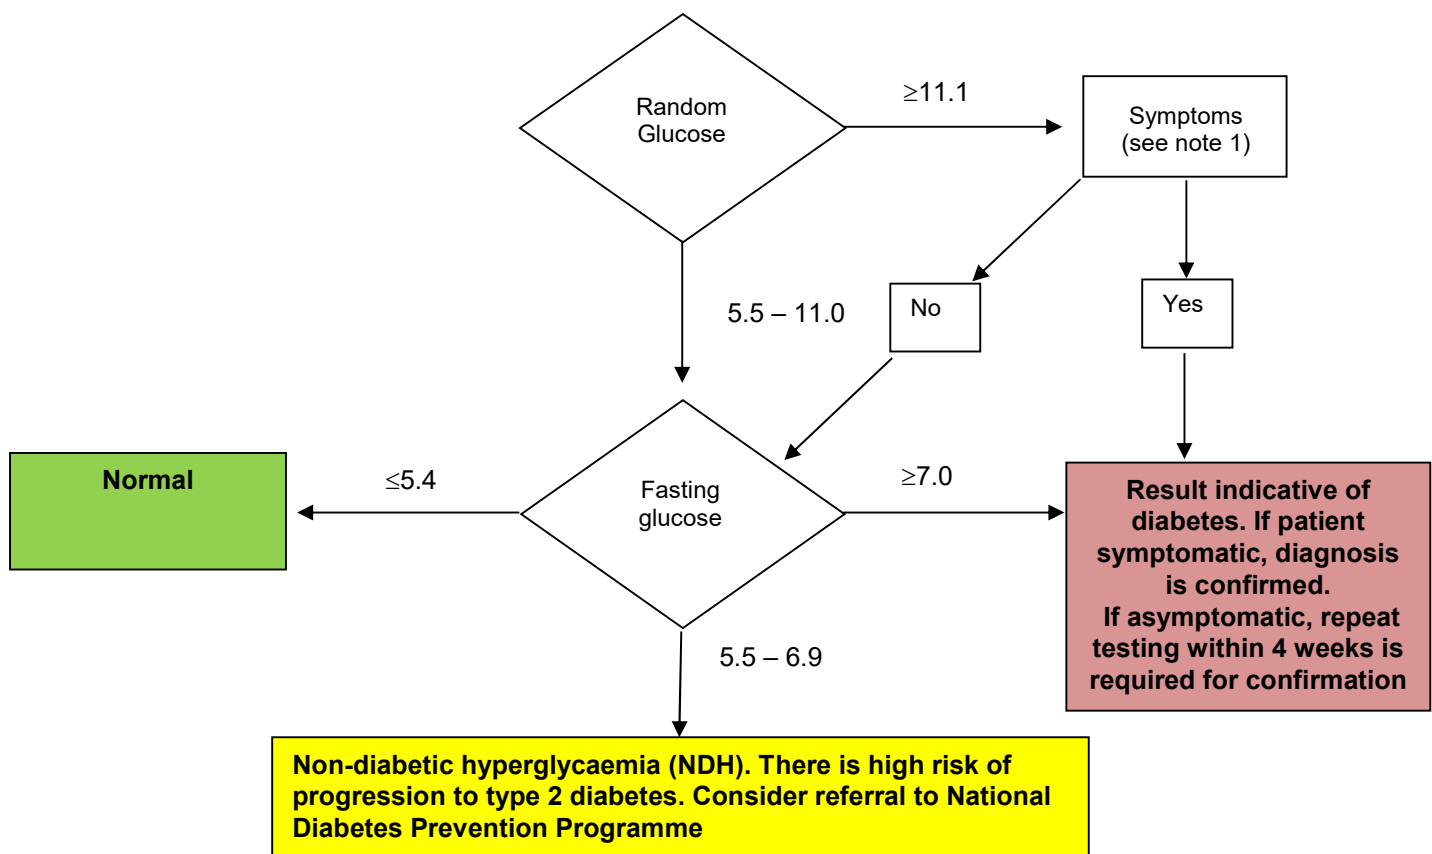 Random
Glucose
≥11.1
Symptoms
(see note 1)
5.5 – 11.0
No
Yes
Normal
≤5.4
Fasting
glucose
≥7.0
Result indicative of
diabetes. If patient
symptomatic, diagnosis
is confirmed.
If asymptomatic, repeat
testing within 4 weeks is
required for confirmation
5.5 – 6.9
Non-diabetic hyperglycaemia (NDH). There is high risk of
progression to type 2 diabetes. Consider referral to National
Diabetes Prevention Programme